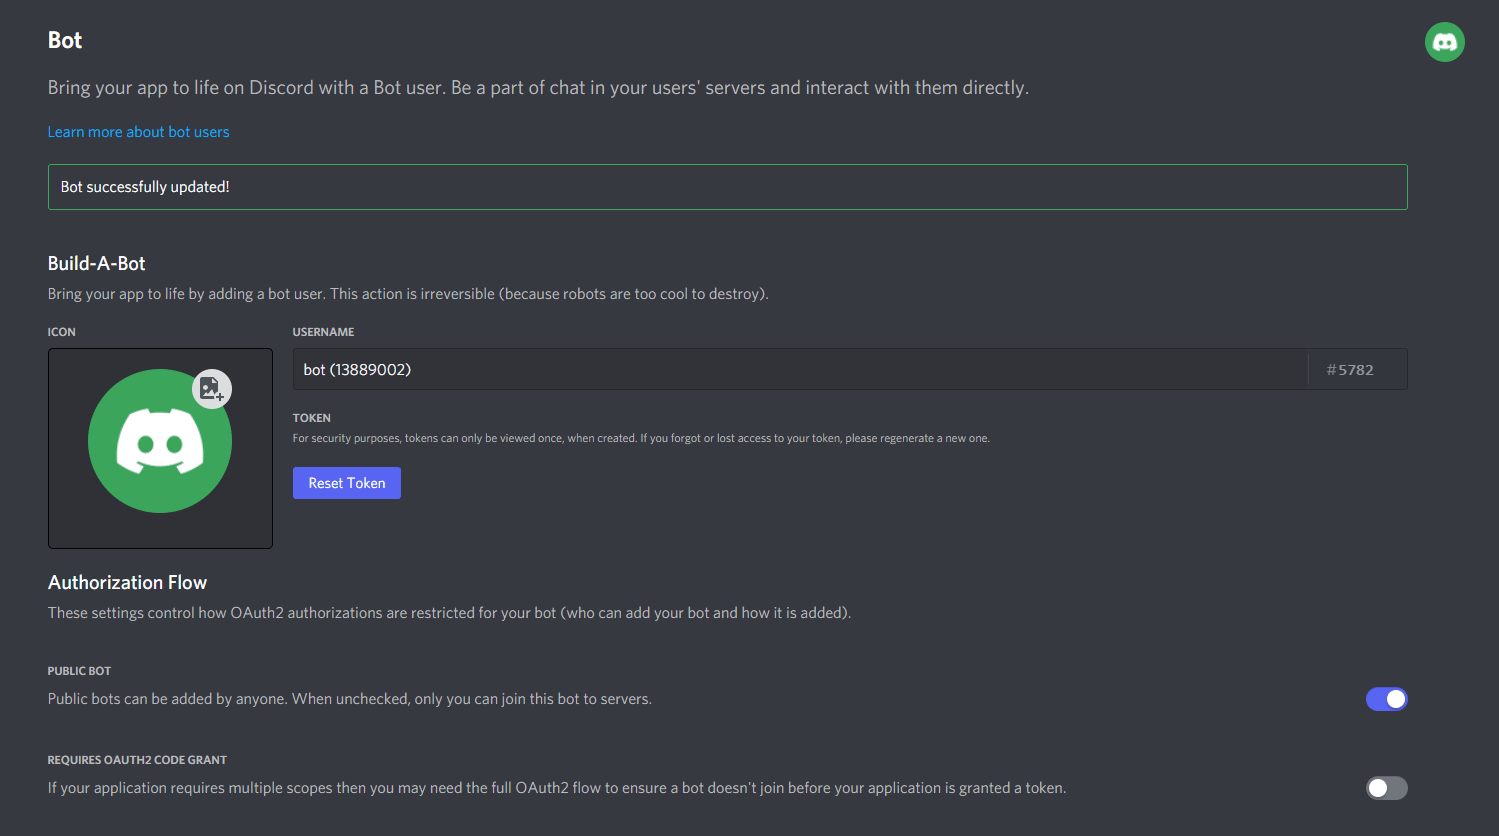 Bot
Bring your app to life on Discord with a Bot user. Be a part of chat in your users' servers and interact with them directly.
Learn more about bot users
Bot successfully updated!
Build-A-Bot
Bring your app to life by adding a bot user. This action is irreversible (because robots are too cool to destroy).
ICON
USERNAME
bot (13889002)
#5782
TOKEN
For security purposes, tokens can only be viewed once, when created. If you forgot or lost access to your token, please regenerate a new one.
Reset Token
Authorization Flow
These settings control how OAuth2 authorizations are restricted for your bot (who can add your bot and how it is added).
PUBLIC BOT
Public bots can be added by anyone. When unchecked, only you can join this bot to servers.
REQUIRES OAUTH2 CODE GRANT
If your application requires multiple scopes then you may need the full OAuth2 flow to ensure a bot doesn't join before your application is granted a token.